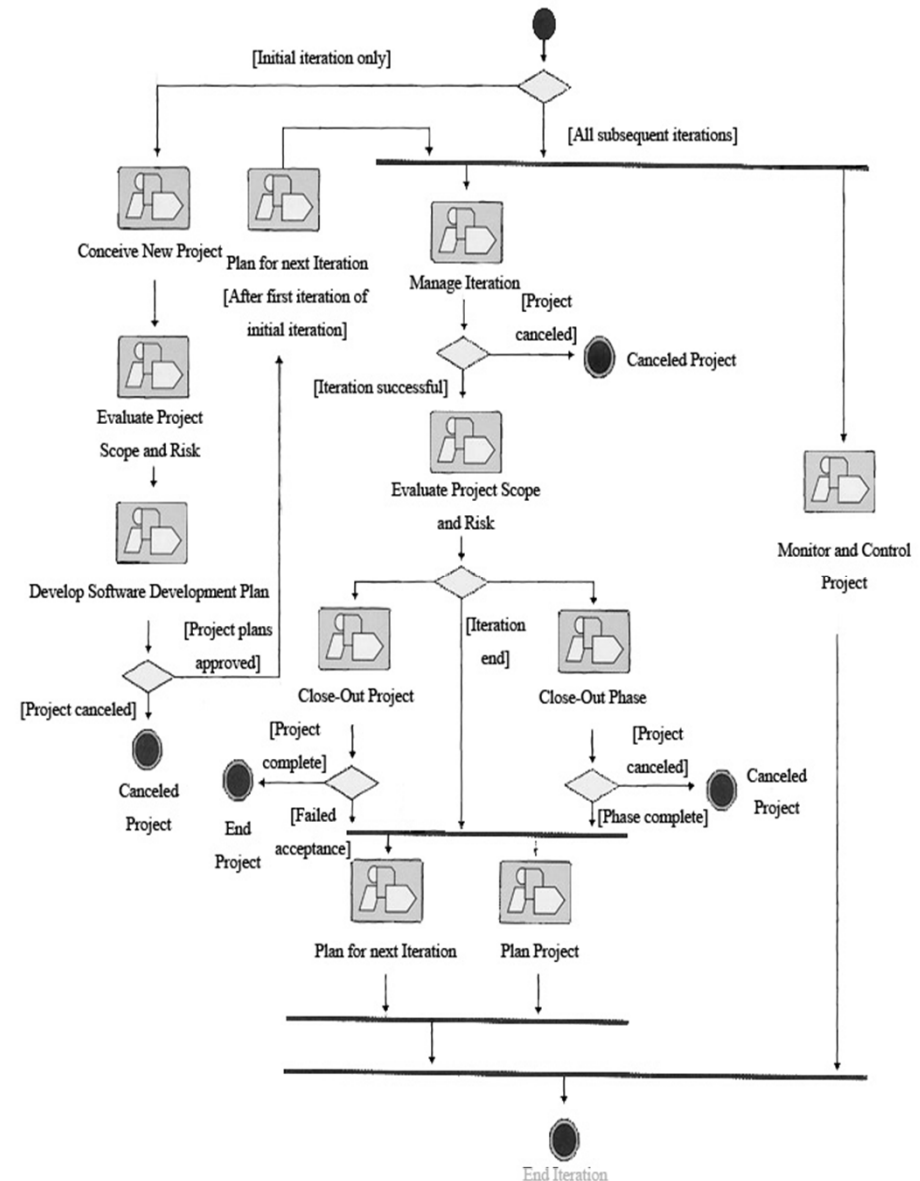 [Initial iteration only]
[All subsequent iterations]
Conceive New Project
Plan for next Iteration
[After first iteration of
initial iteration]
Manage Iteration
[Project
canceled]
Canceled Project
[Iteration successful]
Evaluate Project
Scope and Risk
Evaluate Project Scope
and Risk
Monitor and Control
Project
Develop Software Development Plan
[Project plans
approved]
[Iteration
end]
[Project canceled]
Canceled
Project
Close-Out Project
Close-Out Phase
[Project
complete]
End
Project
[Failed
acceptance]
[Project
canceled]
Canceled
Project
[Phase complete]
Plan for next Iteration
Plan Project
End Iteration